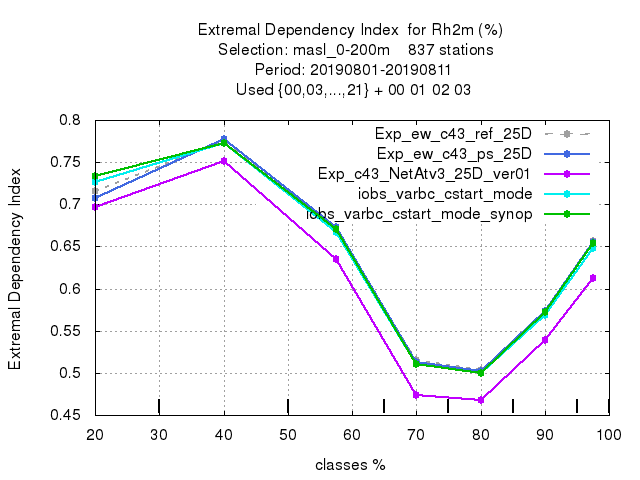 Extremal Dependency Index  for Rh2m (%)
Selection: masl_0-200m    837 stations
Period: 20190801-20190811
Used {00,03,...,21} + 00 01 02 03
Extremal Dependency Index
0.8
0.75
0.7
0.65
0.6
0.55
0.5
0.45
Exp_ew_c43_ref_25D
Exp_ew_c43_ps_25D
Exp_c43_NetAtv3_25D_ver01
iobs_varbc_cstart_mode
iobs_varbc_cstart_mode_synop
20 30 40 50 60 70 80 90 100
classes %